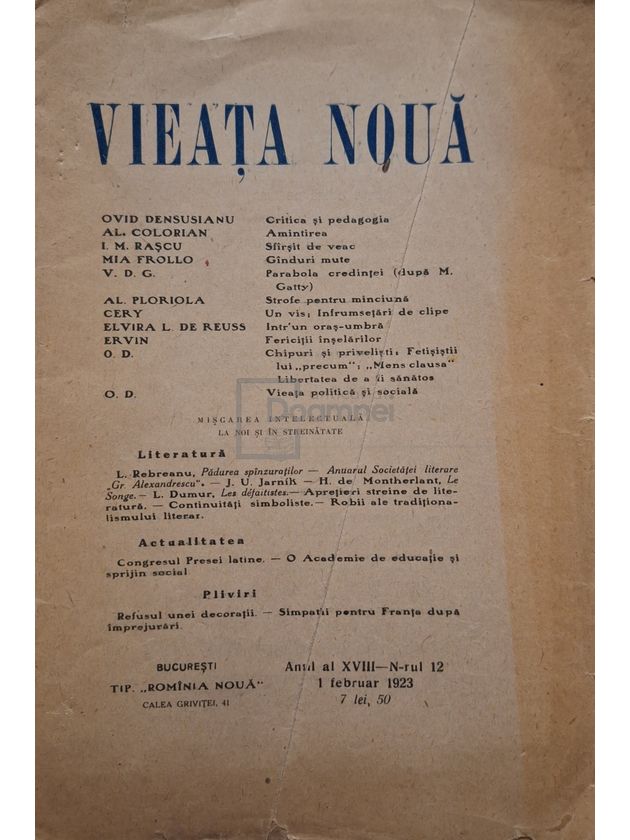 VIEAȚA NOUĂ
OVID DENSUSIANU Critica și pedagogia
AL. COLORIAN Amintirea
I. M. RAȘCU Sfîrșit de veac
MIA FROLLO Gînduri mute
V. D. G. Parabola credinței (după M.
Gatty)
AL. PLORIOLA Strofe pentru minciună
CERY Un vis; Infrumsețări de clipe
ELVIRA L. DE REUSS Intr'un oraș-umbră
ERVIN Fericiții înșelărilor
O. D. Chipuri și priveliști: Fetișiștii
lui „precum"; „Mens clausa"
Libertatea de a fi sănătos
O. D. Vieața politică și socială
MIȘCAREA INTELECTUALĂ
LA NOI ȘI ÎN STREINĂTATE
Literatură
L. Rebreanu, Pădurea spînzuraților — Anuarul Societăței literare
„Gr. Alexandrescu". — J. U. Jarník — H. de Montherlant, Le
Songe. — L. Dumur, Les défaitistes. — Aprețieri streine de lite-
ratură. — Continuități simboliste. — Robii ale tradiționa-
lismului literar.
Actualitatea
Congresul Presei latine. — O Academie de educație și
sprijin social
Pliviri
Refusul unei decorații. — Simpatii pentru Franța după
împrejurări.
BUCUREȘTI
TIP. „ROMÎNIA NOUĂ"
CALEA GRIVIȚEI, 41
Anul al XVIII—N-rul 12
1 februar 1923
7 lei, 50